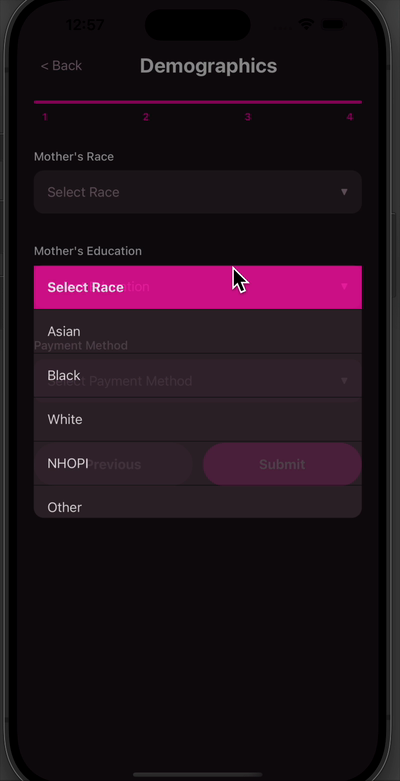 12:57
< Back
Demographics
1 2 3 4
Mother's Race
Select Race
Mother's Education
Select Race
Asian
Payment Method
Black
Select Payment Method
White
NHOPI
Previous
Submit
Other